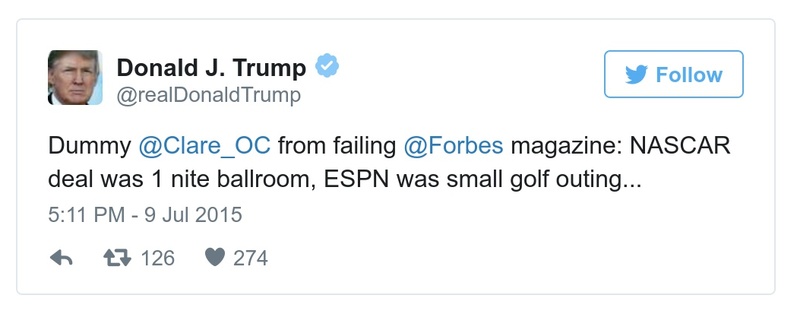 Donald J. Trump
@realDonaldTrump
Follow
Dummy @Clare_OC from failing @Forbes magazine: NASCAR
deal was 1 nite ballroom, ESPN was small golf outing...
5:11 PM - 9 Jul 2015
126 274